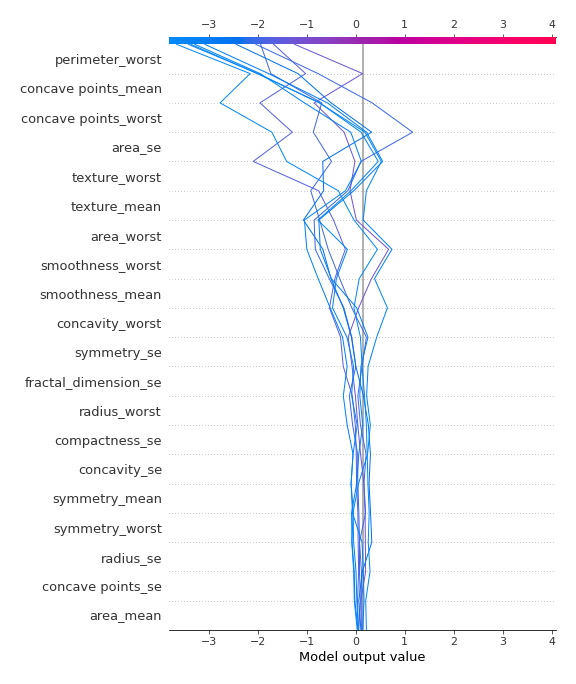 −3 −2 −1 0 1 2 3 4
perimeter_worst
concave points_mean
concave points_worst
area_se
texture_worst
texture_mean
area_worst
smoothness_worst
smoothness_mean
concavity_worst
symmetry_se
fractal_dimension_se
radius_worst
compactness_se
concavity_se
symmetry_mean
symmetry_worst
radius_se
concave points_se
area_mean
−3 −2 −1 0 1 2 3 4
Model output value